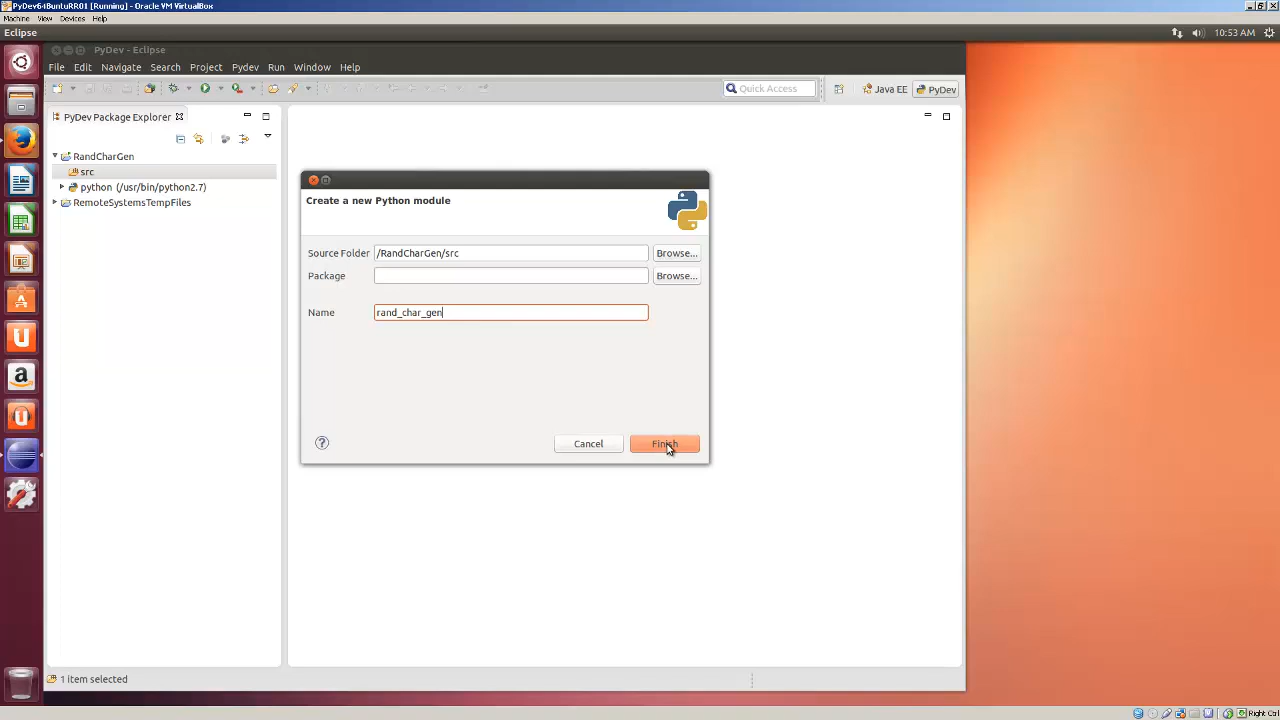 PyDev64BuntuRR01 [Running] - Oracle VM VirtualBox
Machine View Devices Help
Eclipse 10:53 AM
PyDev - Eclipse
File Edit Navigate Search Project Pydev Run Window Help
Quick Access Java EE PyDev
PyDev Package Explorer
RandCharGen
src
python (/usr/bin/python2.7)
RemoteSystemsTempFiles
Create a new Python module
Source Folder /RandCharGen/src Browse...
Package Browse...
Name rand_char_gen
? Cancel Finish
1 item selected